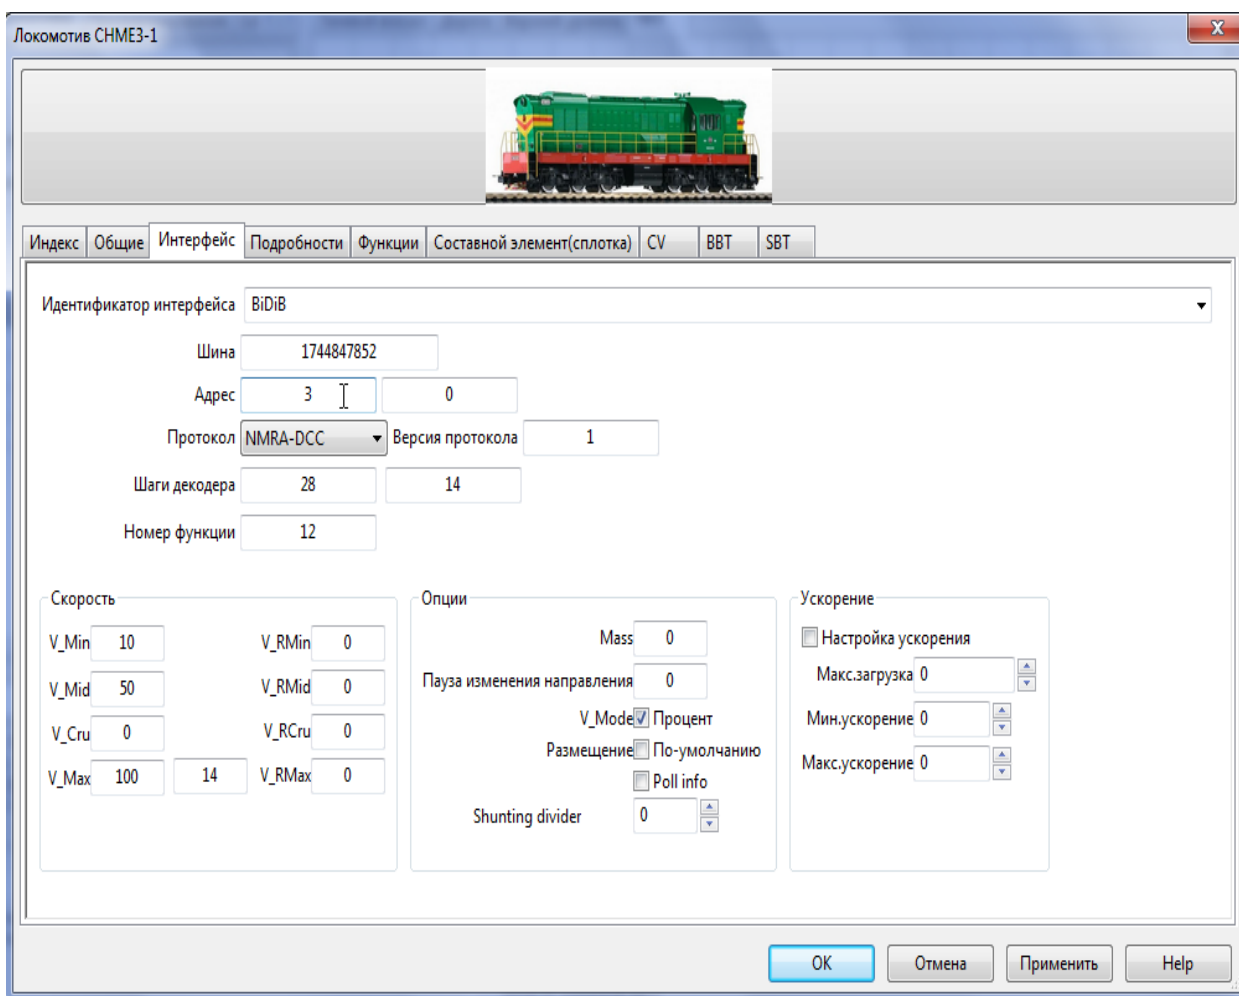 Локомотив CHME3-1
X
Индекс Общие Интерфейс Подробности Функции Составной элемент(сплотка) CV BBT SBT
Идентификатор интерфейса BiDiB
Шина 1744847852
Адрес 3 0
Протокол NMRA-DCC Версия протокола 1
Шаги декодера 28 14
Номер функции 12
Скорость
V_Min 10 V_RMin 0
V_Mid 50 V_RMid 0
V_Cru 0 V_RCru 0
V_Max 100 14 V_RMax 0
Опции
Mass 0
Пауза изменения направления 0
V_Mode Процент
Размещение По-умолчанию
Poll info
Shunting divider 0
Ускорение
Настройка ускорения
Макс.загрузка 0
Мин.ускорение 0
Макс.ускорение 0
OK Отмена Применить Help